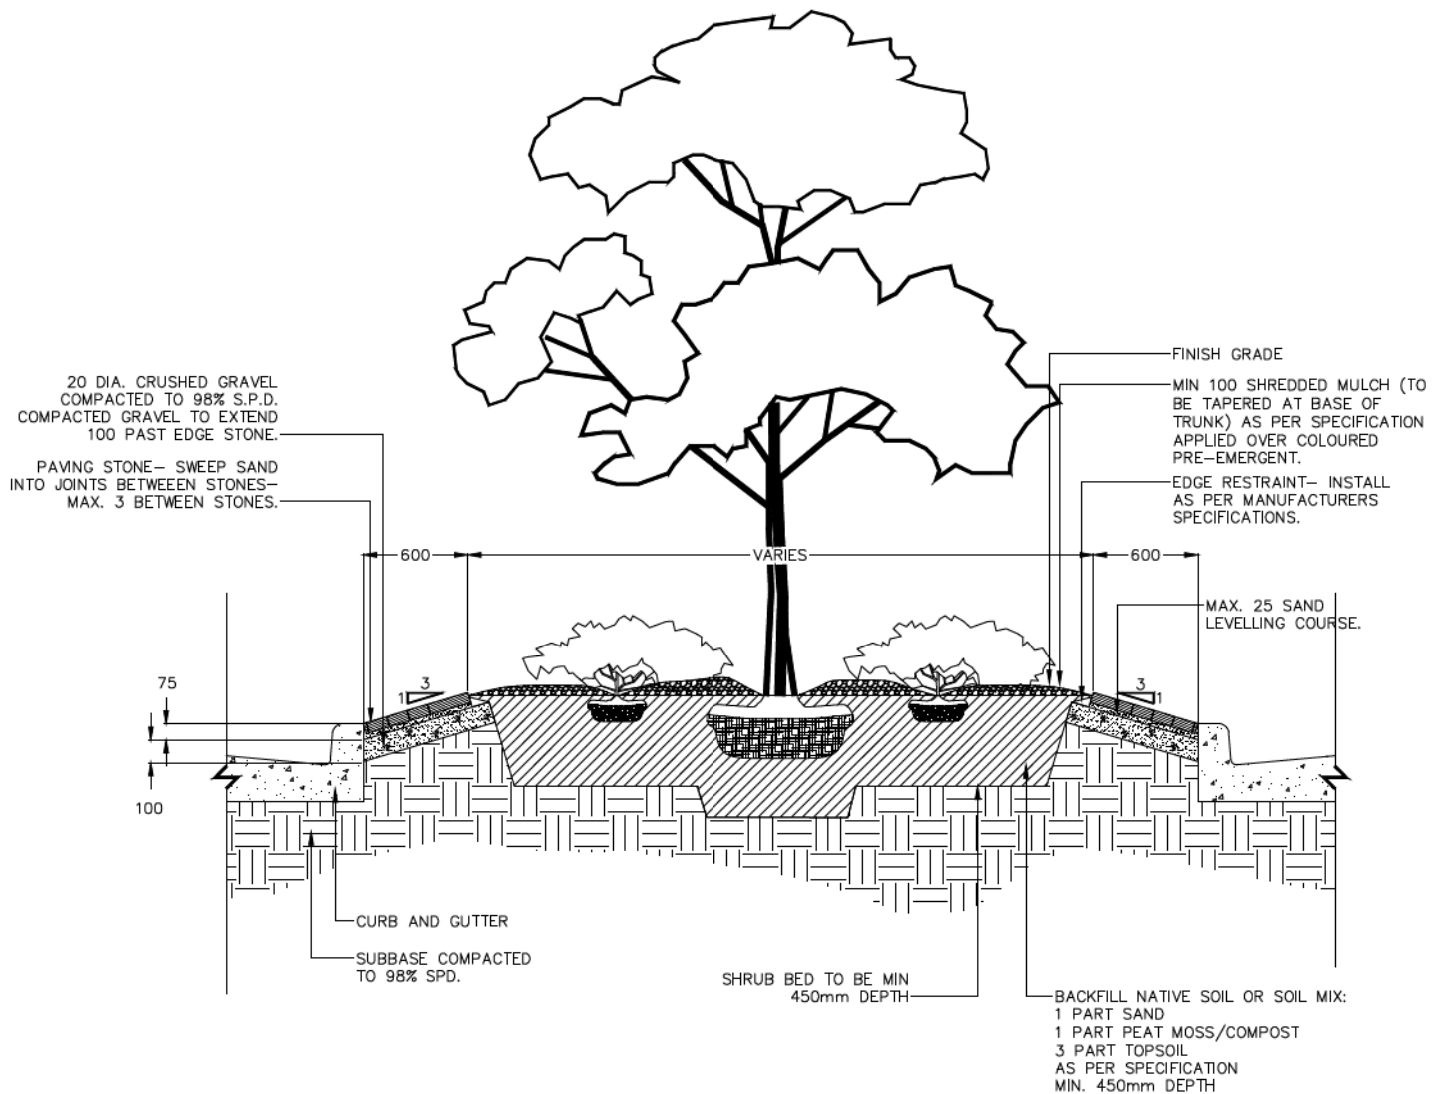 20 DIA. CRUSHED GRAVEL
COMPACTED TO 98% S.P.D.
COMPACTED GRAVEL TO EXTEND
100 PAST EDGE STONE.
PAVING STONE– SWEEP SAND
INTO JOINTS BETWEEEN STONES–
MAX. 3 BETWEEN STONES.
FINISH GRADE
MIN 100 SHREDDED MULCH (TO
BE TAPERED AT BASE OF
TRUNK) AS PER SPECIFICATION
APPLIED OVER COLOURED
PRE–EMERGENT.
EDGE RESTRAINT– INSTALL
AS PER MANUFACTURERS
SPECIFICATIONS.
600
VARIES
600
MAX. 25 SAND
LEVELLING COURSE.
75
3
1
3
1
100
CURB AND GUTTER
SUBBASE COMPACTED
TO 98% SPD.
SHRUB BED TO BE MIN
450mm DEPTH
BACKFILL NATIVE SOIL OR SOIL MIX:
1 PART SAND
1 PART PEAT MOSS/COMPOST
3 PART TOPSOIL
AS PER SPECIFICATION
MIN. 450mm DEPTH